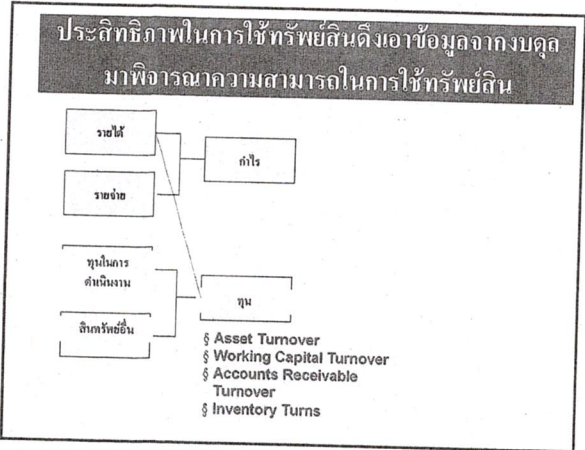 ประสิทธิภาพในการใช้ทรัพย์สินดึงเอาข้อมูลจากงบดุล
มาพิจารณาความสามารถในการใช้ทรัพย์สิน
รายได้
กำไร
รายจ่าย
ทุนในการ
ดำเนินงาน
ทุน
สินทรัพย์อื่น
§ Asset Turnover
§ Working Capital Turnover
§ Accounts Receivable
Turnover
§ Inventory Turns